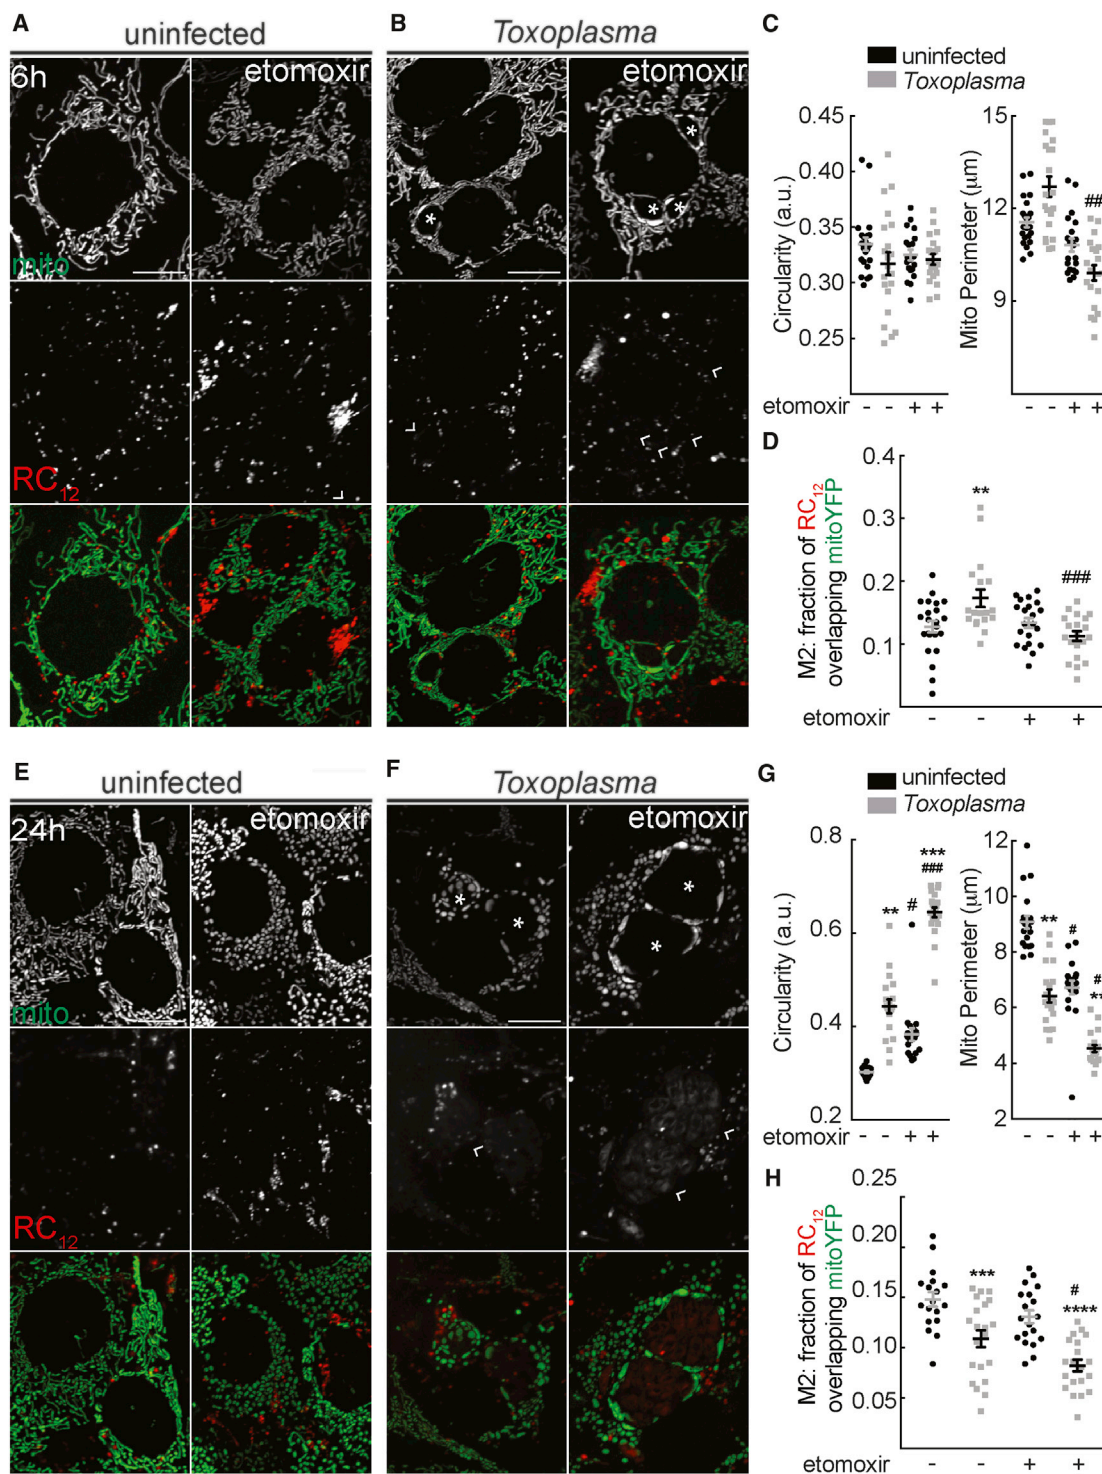 A
uninfected
B
Toxoplasma
6h
etomoxir
etomoxir
*
*
*
*
mito
RC12
C
uninfected
Toxoplasma
0.45
0.40
0.35
0.30
0.25
Circularity (a.u.)
15
12
9
Mito Perimeter (µm)
##
etomoxir - - + +
- - + +
D
M2: fraction of RC12
overlapping mitoYFP
0.4
0.3
0.2
0.1
**
###
etomoxir - - + +
E
uninfected
F
Toxoplasma
24h
etomoxir
etomoxir
*
*
*
*
mito
RC12
G
uninfected
Toxoplasma
0.8
0.6
0.4
0.2
Circularity (a.u.)
**
#
***
###
12
10
8
6
4
2
Mito Perimeter (µm)
**
#
#
**
etomoxir - - + +
- - + +
H
M2: fraction of RC12
overlapping mitoYFP
0.25
0.20
0.15
0.10
0.05
***
#
****
etomoxir - - + +